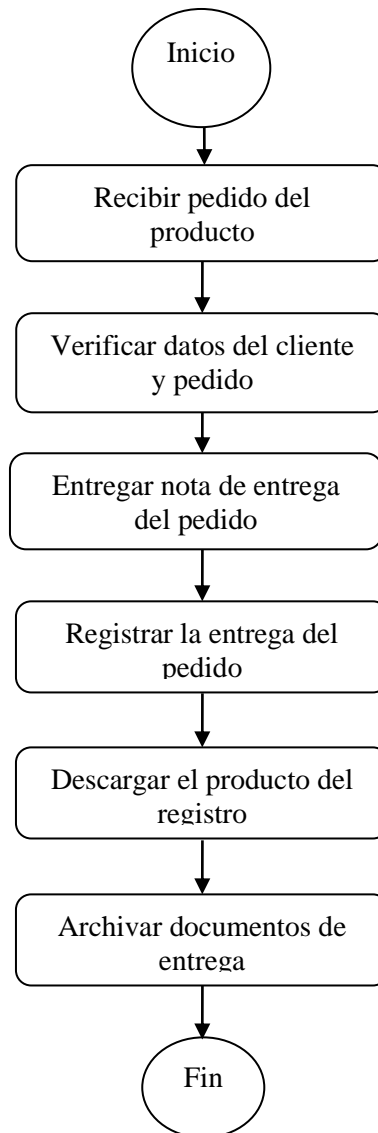 Inicio
Recibir pedido del
producto
Verificar datos del cliente
y pedido
Entregar nota de entrega
del pedido
Registrar la entrega del
pedido
Descargar el producto del
registro
Archivar documentos de
entrega
Fin